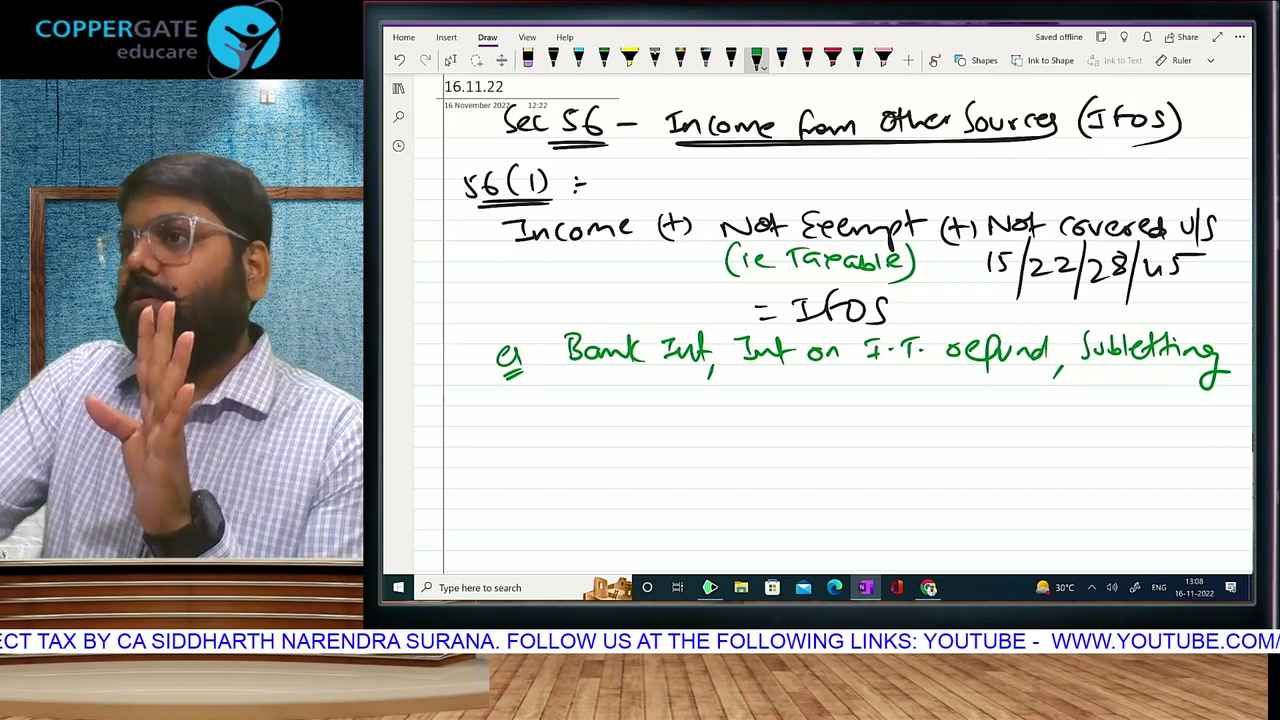 COPPERGATE
educare
Home Insert Draw View Help
Saved offline
Share
Shapes
Ink to Shape
Ink to Text
Ruler
16.11.22
16 November 2022 12:22
Sec 56 - Income from Other Sources (IFOS)
56(1) :-
Income (+) Not Exempt (+) Not covered u/s
(ie Taxable) 15/22/28/45
= IFOS
eg Bank Int, Int on I.T. refund, Subletting
Type here to search
30°C
ENG
13:08
16-11-2022
ECT TAX BY CA SIDDHARTH NARENDRA SURANA. FOLLOW US AT THE FOLLOWING LINKS: YOUTUBE - WWW.YOUTUBE.COM/